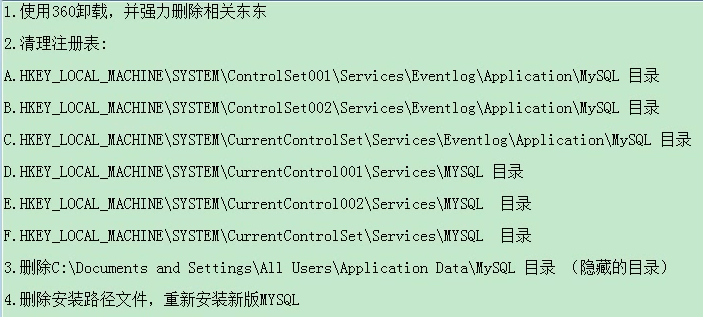 1.使用360卸载，并强力删除相关东东
2.清理注册表:
A.HKEY_LOCAL_MACHINE\SYSTEM\ControlSet001\Services\Eventlog\Application\MySQL 目录
B.HKEY_LOCAL_MACHINE\SYSTEM\ControlSet002\Services\Eventlog\Application\MySQL 目录
C.HKEY_LOCAL_MACHINE\SYSTEM\CurrentControlSet\Services\Eventlog\Application\MySQL 目录
D.HKEY_LOCAL_MACHINE\SYSTEM\CurrentControl001\Services\MYSQL 目录
E.HKEY_LOCAL_MACHINE\SYSTEM\CurrentControl002\Services\MYSQL  目录
F.HKEY_LOCAL_MACHINE\SYSTEM\CurrentControlSet\Services\MYSQL  目录
3.删除C:\Documents and Settings\All Users\Application Data\MySQL 目录 （隐藏的目录）
4.删除安装路径文件，重新安装新版MYSQL